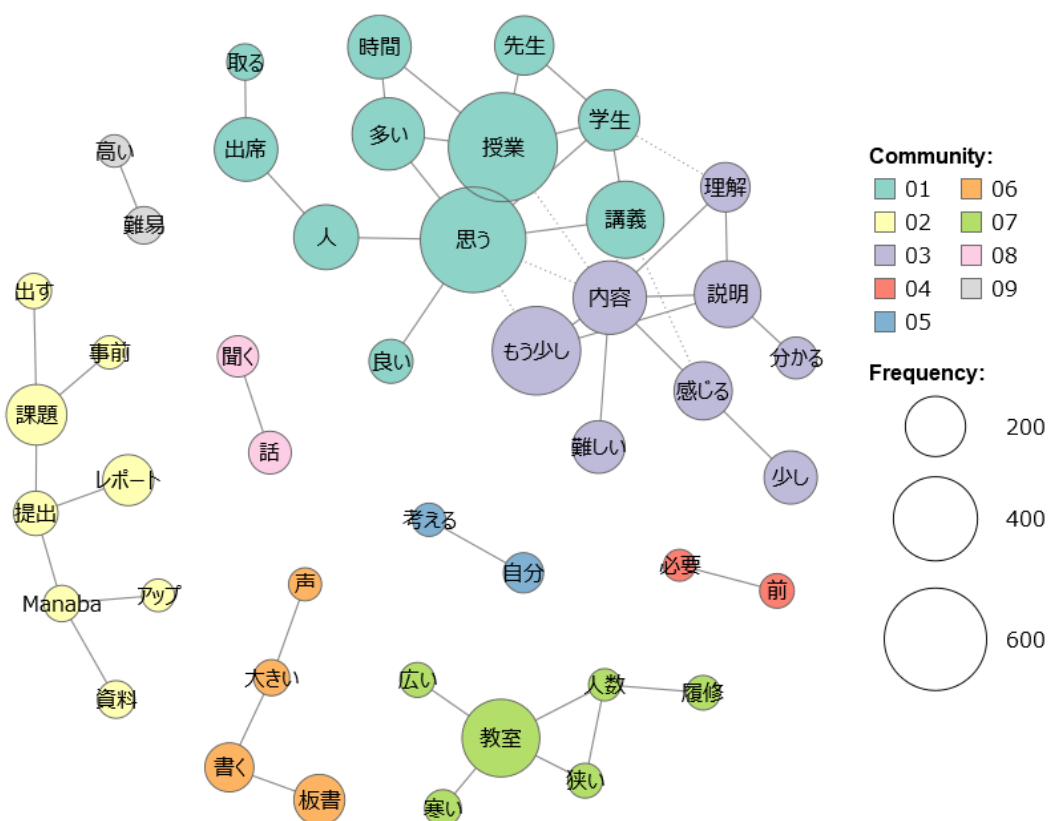 時間
先生
取る
学生
多い
授業
出席
高い
理解
難易
人
思う
講義
出す
内容
説明
事前
聞く
もう少し
良い
分かる
課題
感じる
話
難しい
レポート
少し
提出
考える
自分
必要
前
Manaba
アップ
声
資料
大きい
広い
人数
履修
教室
書く
板書
狭い
寒い
Community:
01 06
02 07
03 08
04 09
05
Frequency:
200
400
600